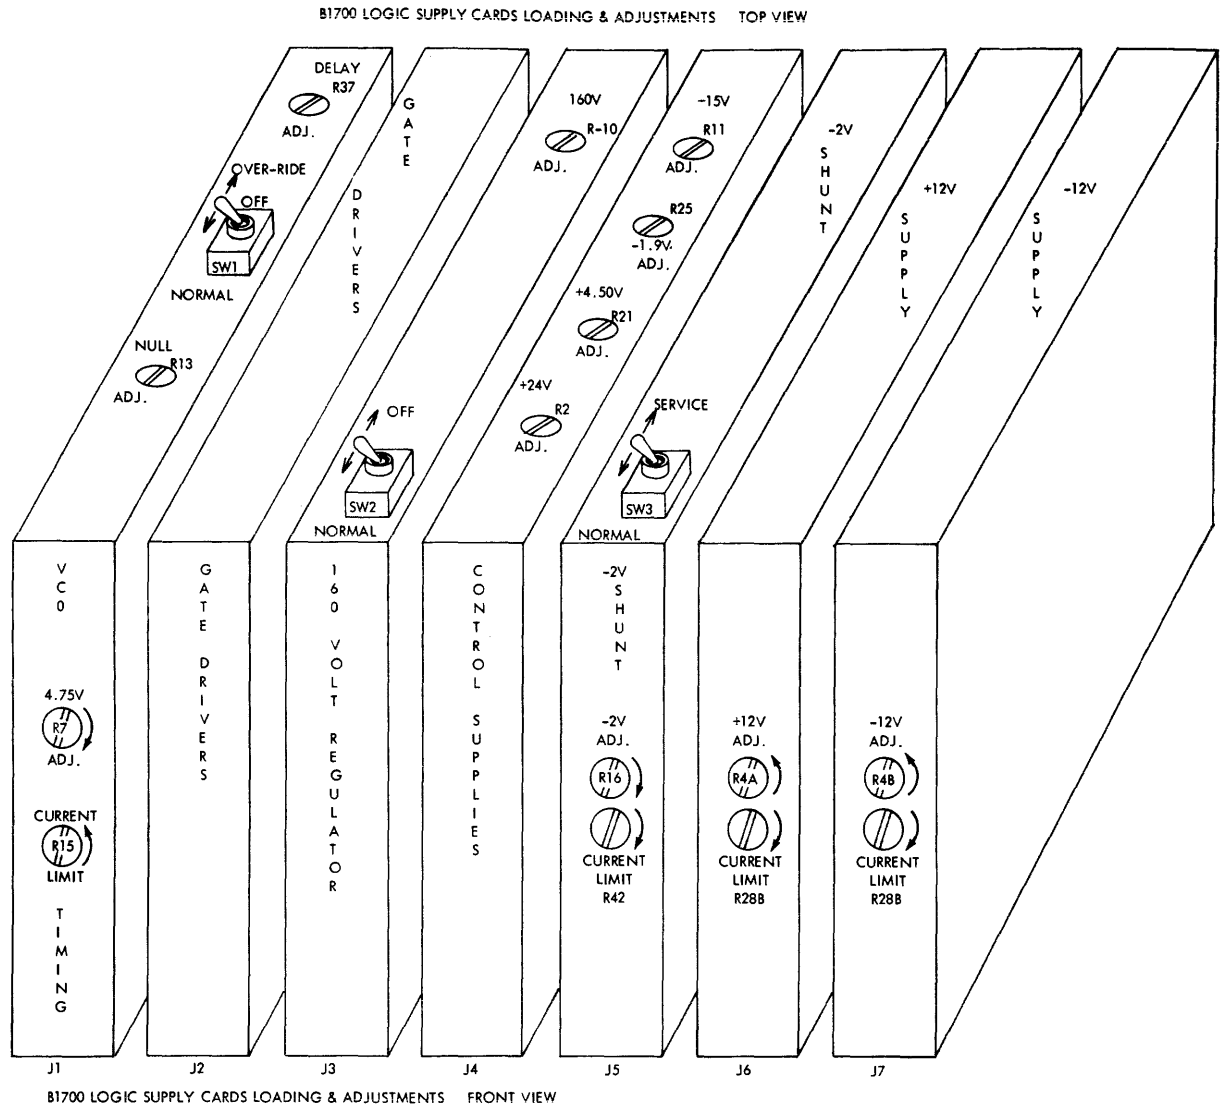 B1700 LOGIC SUPPLY CARDS LOADING & ADJUSTMENTS TOP VIEW
DELAY
R37
ADJ.
OVER-RIDE
OFF
SW1
NORMAL
NULL
R13
ADJ.
GATE DRIVERS
160V
R-10
ADJ.
OFF
SW2
NORMAL
-15V
R11
ADJ.
R25
-1.9V
ADJ.
+4.50V
R21
ADJ.
+24V
R2
ADJ.
-2V
SHUNT
SERVICE
SW3
NORMAL
+12V
SUPPLY
-12V
SUPPLY
VC0
4.75V
R7
ADJ.
CURRENT
R15
LIMIT
TIMING
GATE DRIVERS
160 VOLT REGULATOR
CONTROL SUPPLIES
-2V
SHUNT
-2V
ADJ.
R16
CURRENT
LIMIT
R42
+12V
ADJ.
R4A
CURRENT
LIMIT
R28B
-12V
ADJ.
R4B
CURRENT
LIMIT
R28B
J1 J2 J3 J4 J5 J6 J7
B1700 LOGIC SUPPLY CARDS LOADING & ADJUSTMENTS FRONT VIEW